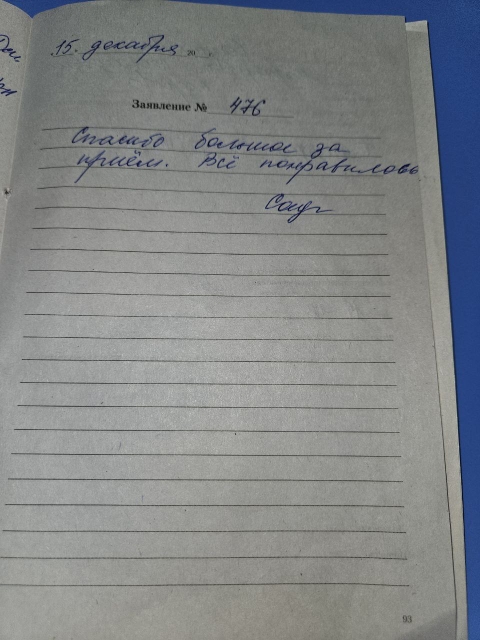 15. декабря 20 г.
Заявление № 476
Спасибо большое за
приём. Всё понравилось
93